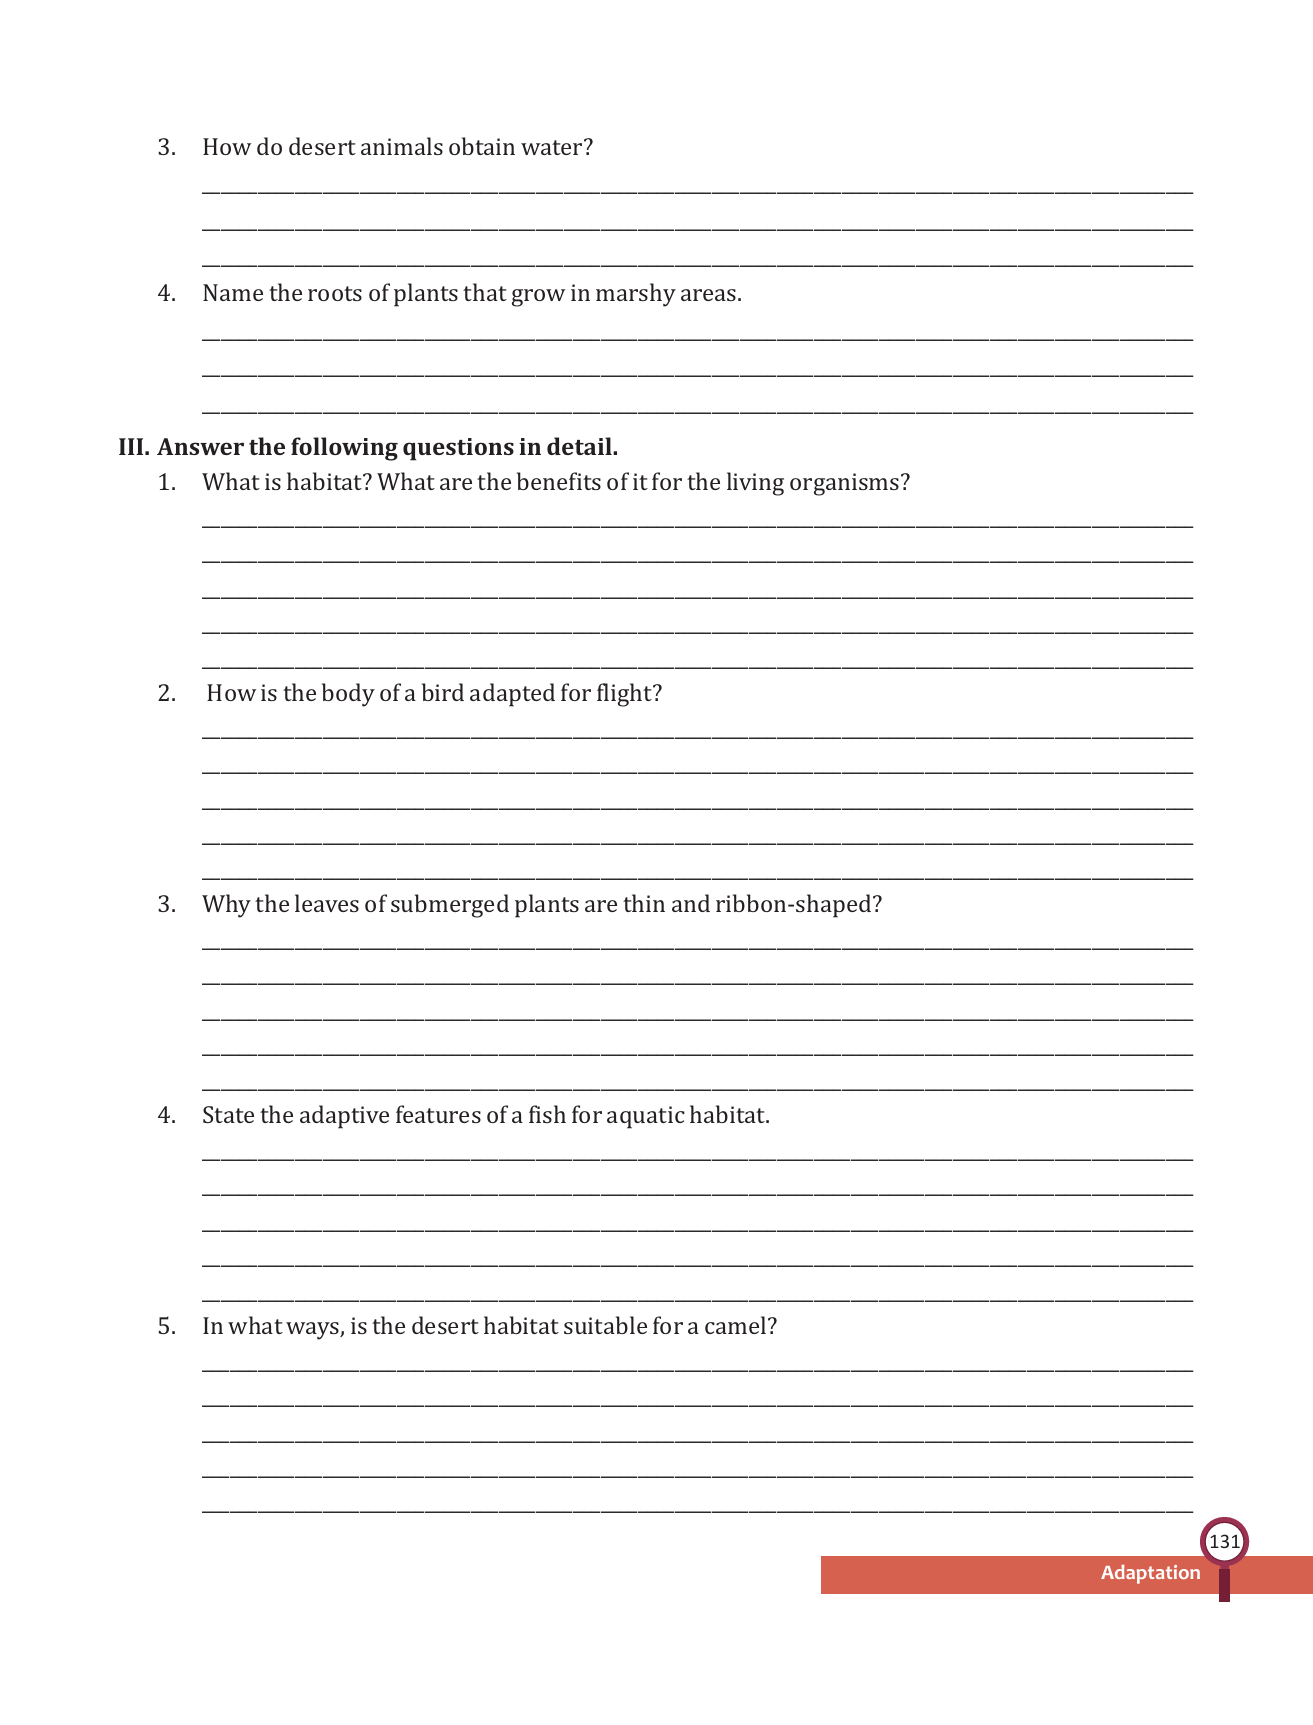 3. How do desert animals obtain water?
4. Name the roots of plants that grow in marshy areas.
III. Answer the following questions in detail.
1. What is habitat? What are the benefits of it for the living organisms?
2. How is the body of a bird adapted for flight?
3. Why the leaves of submerged plants are thin and ribbon-shaped?
4. State the adaptive features of a fish for aquatic habitat.
5. In what ways, is the desert habitat suitable for a camel?
131
Adaptation